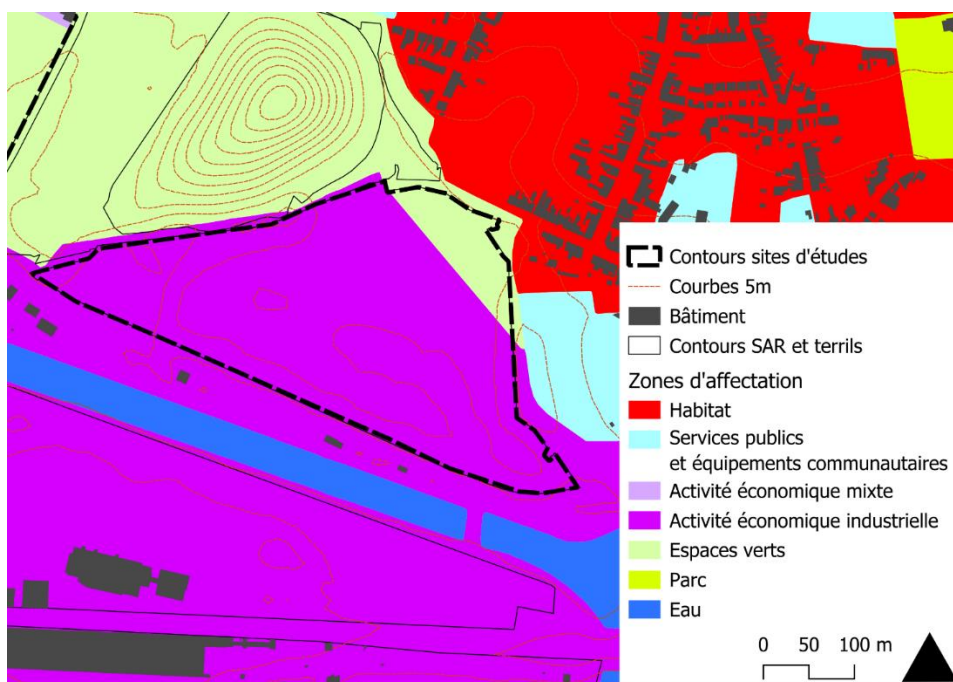 Contours sites d'études
Courbes 5m
Bâtiment
Contours SAR et terrils
Zones d'affectation
Habitat
Services publics
et équipements communautaires
Activité économique mixte
Activité économique industrielle
Espaces verts
Parc
Eau
0 50 100 m